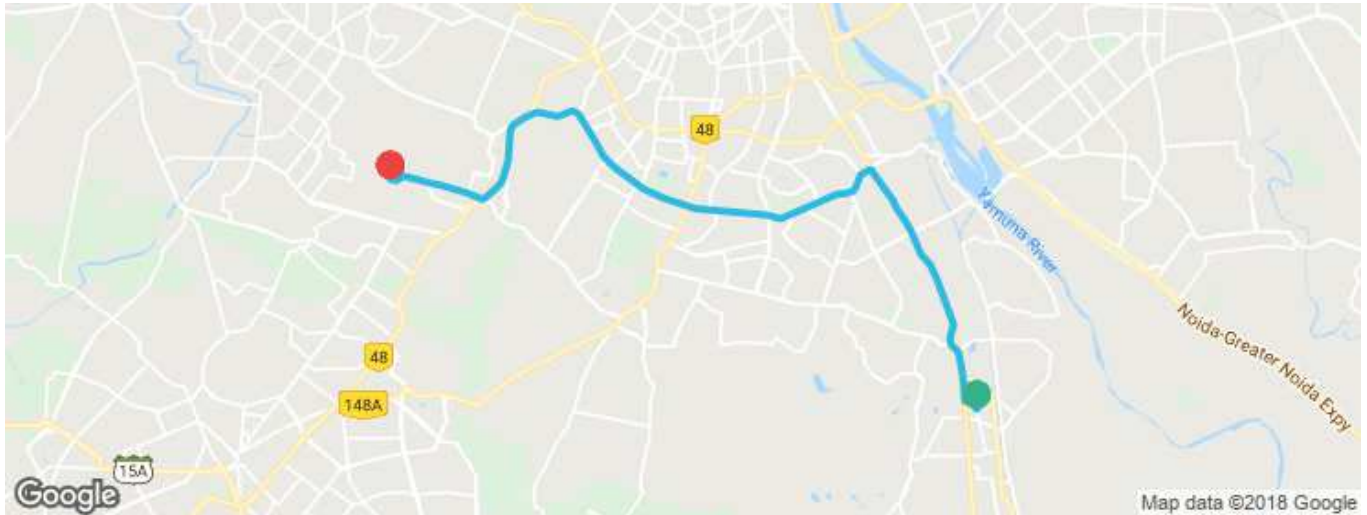 48
Yamuna River
Noida-Greater Noida Expy
48
148A
15A
Google
Map data ©2018 Google